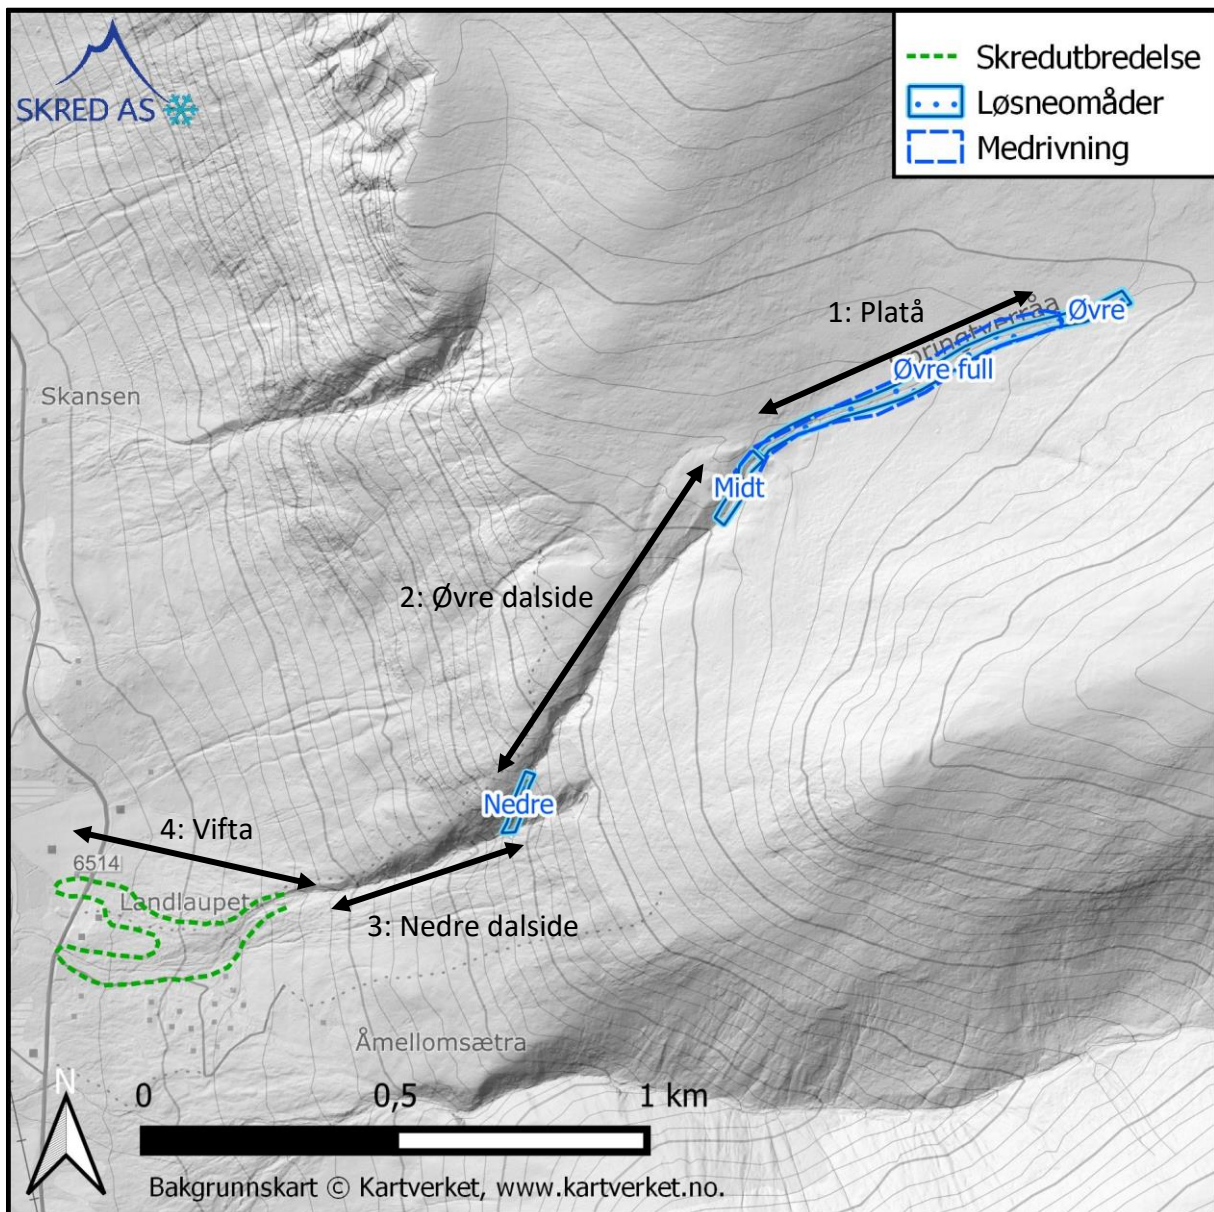 SKRED AS
Skredutbredelse
Løsneomåder
Medrivning
1: Platå
Øvre
Øvre full
Skansen
Midt
2: Øvre dalside
Nedre
4: Vifta
6514
Landlaupet
3: Nedre dalside
Åmellomsætra
N
0 0,5 1 km
Bakgrunnskart © Kartverket, www.kartverket.no.